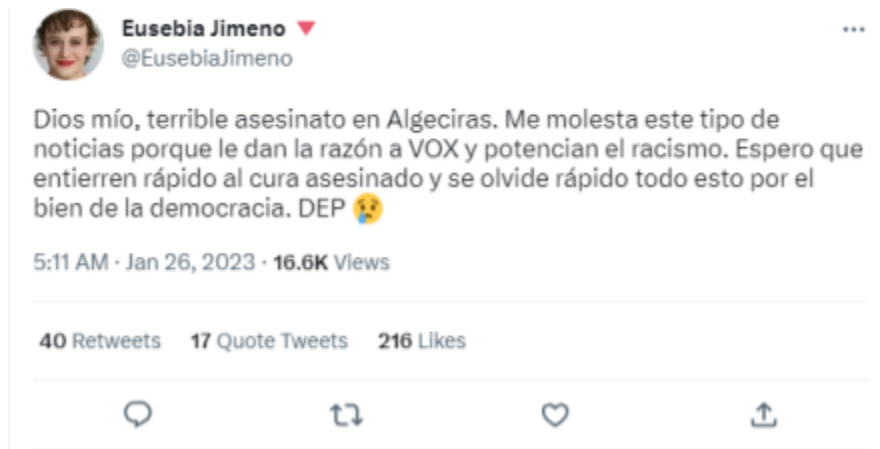 Eusebia Jimeno
@EusebiaJimeno
Dios mío, terrible asesinato en Algeciras. Me molesta este tipo de
noticias porque le dan la razón a VOX y potencian el racismo. Espero que
entierren rápido al cura asesinado y se olvide rápido todo esto por el
bien de la democracia. DEP 😢
5:11 AM · Jan 26, 2023 · 16.6K Views
40 Retweets 17 Quote Tweets 216 Likes